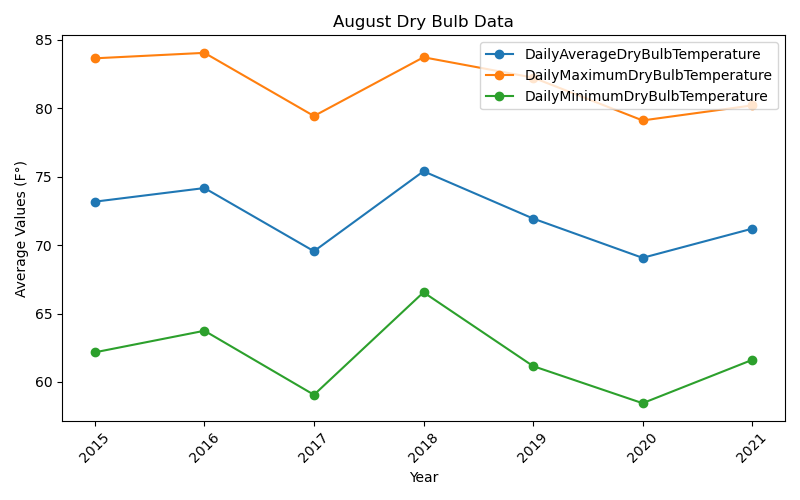 August Dry Bulb Data
DailyAverageDryBulbTemperature
DailyMaximumDryBulbTemperature
DailyMinimumDryBulbTemperature
Average Values (F°)
85
80
75
70
65
60
2015
2016
2017
2018
2019
2020
2021
Year